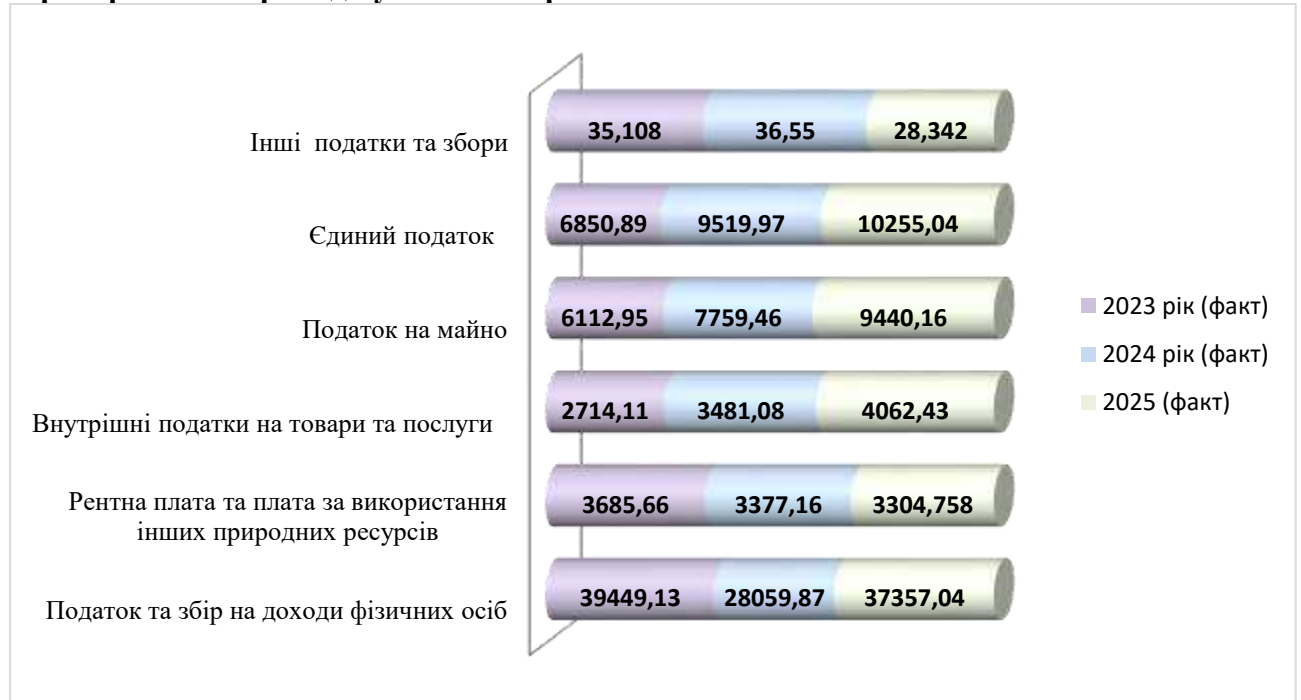 Інші податки та збори
35,108 36,55 28,342
Єдиний податок
6850,89 9519,97 10255,04
Податок на майно
6112,95 7759,46 9440,16
Внутрішні податки на товари та послуги
2714,11 3481,08 4062,43
Рентна плата та плата за використання
інших природних ресурсів
3685,66 3377,16 3304,758
Податок та збір на доходи фізичних осіб
39449,13 28059,87 37357,04
2023 рік (факт)
2024 рік (факт)
2025 (факт)